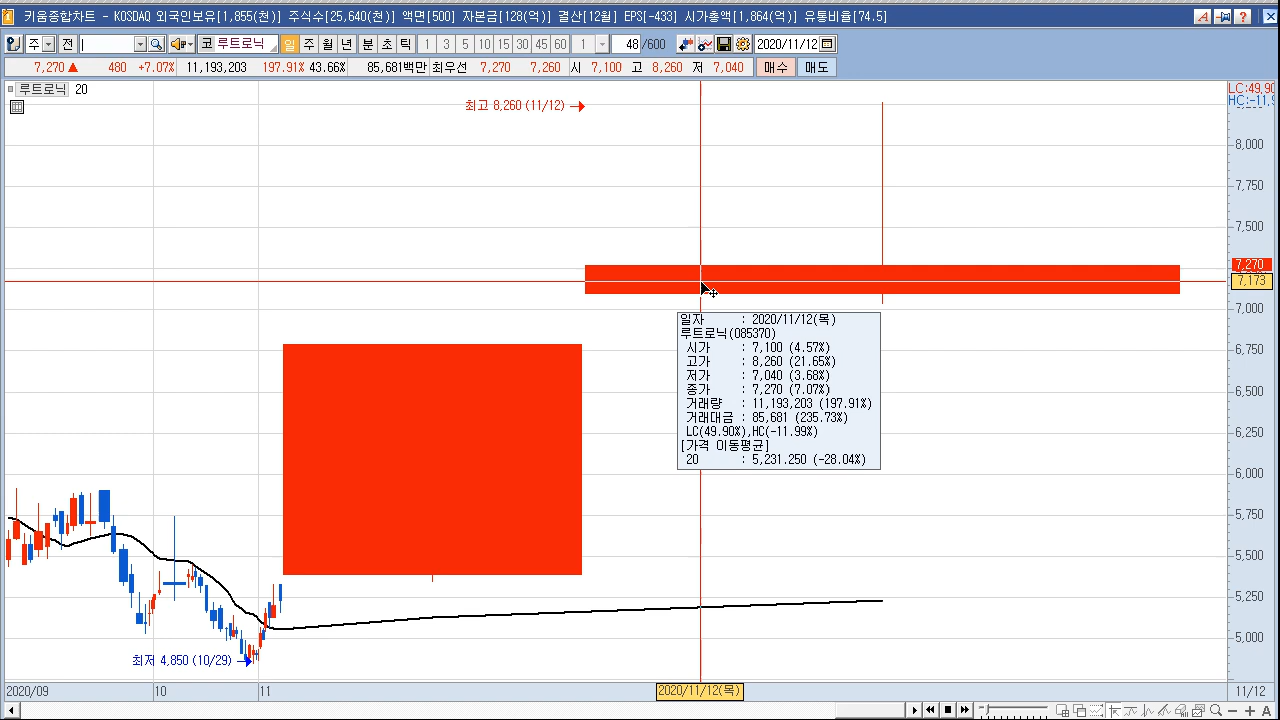 키움종합차트 - KOSDAQ 외국인보유[1,855(천)] 주식수[25,640(천)] 액면[500] 자본금[128(억)] 결산[12월] EPS[-433] 시가총액[1,864(억)] 유통비율[74.5]
주 전 고 루트로닉 일 주 월 년 분 초 틱 1 3 5 10 15 30 45 60 1 48 /600 2020/11/12
7,270 ▲ 480 +7.07% 11,193,203 197.91% 43.66% 85,681백만 최우선 7,270 7,260 시 7,100 고 8,260 저 7,040 매수 매도
루트로닉 20
LC:49.90
HC:-11.9
최고 8,260 (11/12) →
8,000
7,750
7,500
7,270
7,173
7,000
6,750
6,500
6,250
6,000
5,750
5,500
5,250
5,000
일자 : 2020/11/12(목)
루트로닉(085370)
시가 : 7,100 (4.57%)
고가 : 8,260 (21.65%)
저가 : 7,040 (3.68%)
종가 : 7,270 (7.07%)
거래량 : 11,193,203 (197.91%)
거래대금 : 85,681 (235.73%)
LC(49.90%),HC(-11.99%)
[가격 이동평균]
20 : 5,231.250 (-28.04%)
최저 4,850 (10/29) →
2020/09 10 11 2020/11/12(목) 11/12
A